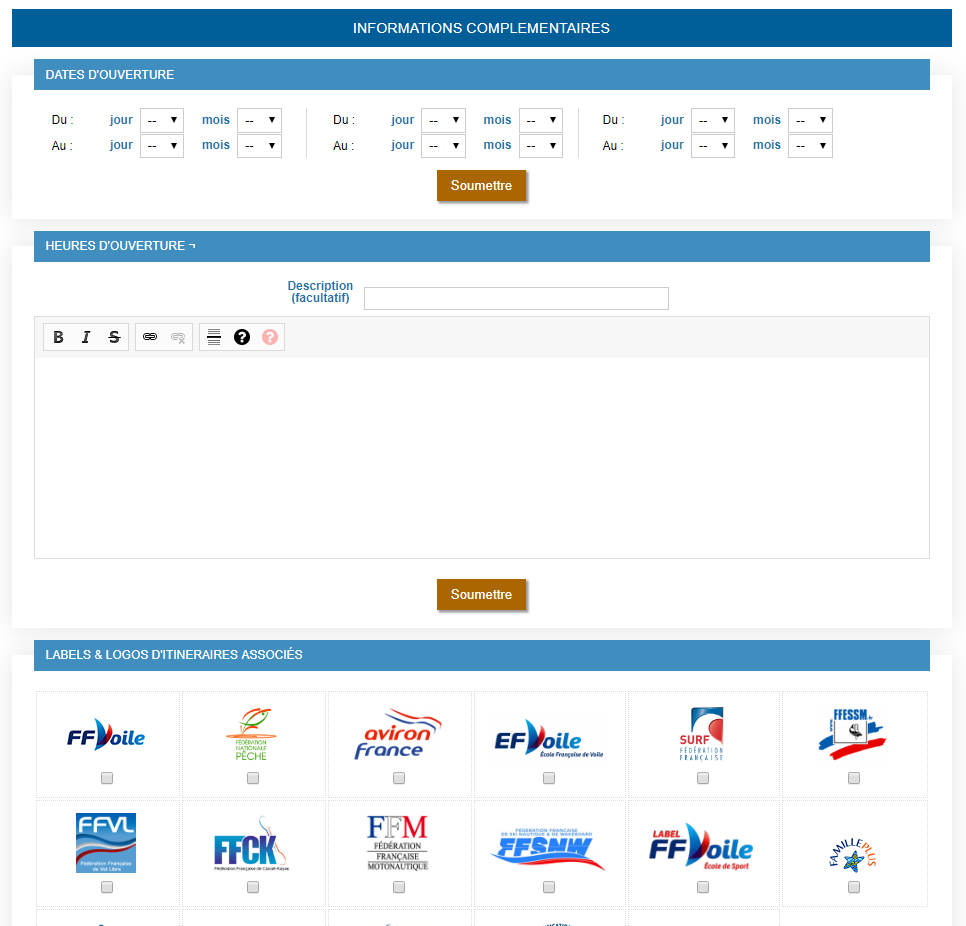 INFORMATIONS COMPLEMENTAIRES
DATES D'OUVERTURE
Du : jour -- mois -- Du : jour -- mois -- Du : jour -- mois --
Au : jour -- mois -- Au : jour -- mois -- Au : jour -- mois --
Soumettre
HEURES D'OUVERTURE ¬
Description
(facultatif)
B I S ? ?
Soumettre
LABELS & LOGOS D'ITINERAIRES ASSOCIÉS
FFVoile
FÉDÉRATION
NATIONALE
PÊCHE
aviron
france
EFVoile
École Française de Voile
SURF
FÉDÉRATION
FRANÇAISE
FFESSM.fr
FFVL
Fédération Française
de Vol Libre
FFCK
Fédération Française de Canoë-Kayak
FFM
FÉDÉRATION
FRANÇAISE
MOTONAUTIQUE
FÉDÉRATION FRANÇAISE
DE SKI NAUTIQUE & DE WAKEBOARD
FFSNW
LABEL
FFVoile
École de Sport
FAMILLE PLUS